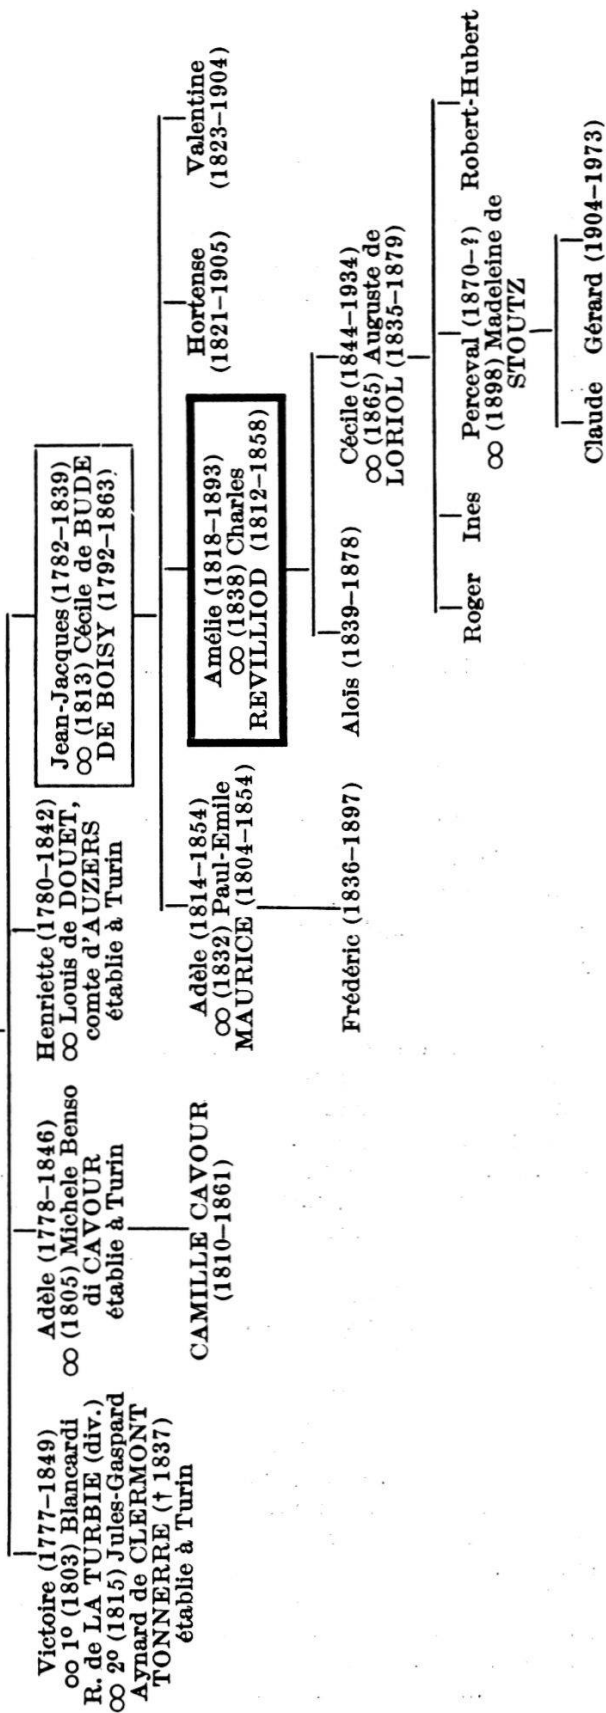 Victoire (1777–1849)
∞ 1º (1803) Blancardi
R. de LA TURBIE (div.)
∞ 2º (1815) Jules-Gaspard
Aynard de CLERMONT
TONNERRE († 1837)
établie à Turin
Adèle (1778–1846)
∞ (1805) Michele Benso
di CAVOUR
établie à Turin
Henriette (1780–1842)
∞ Louis de DOUET,
comte d'AUZERS
établie à Turin
Jean-Jacques (1782–1839)
∞ (1813) Cécile de BUDE
DE BOISY (1792–1863)
CAMILLE CAVOUR
(1810–1861)
Adèle (1814–1854)
∞ (1832) Paul-Emile
MAURICE (1804–1854)
Amélie (1818–1893)
∞ (1838) Charles
REVILLIOD (1812–1858)
Hortense
(1821–1905)
Valentine
(1823–1904)
Frédéric (1836–1897)
Aloïs (1839–1878)
Cécile (1844–1934)
∞ (1865) Auguste de
LORIOL (1835–1879)
Roger
Ines
Perceval (1870–?)
∞ (1898) Madeleine de
STOUTZ
Robert-Hubert
Claude
Gérard (1904–1973)